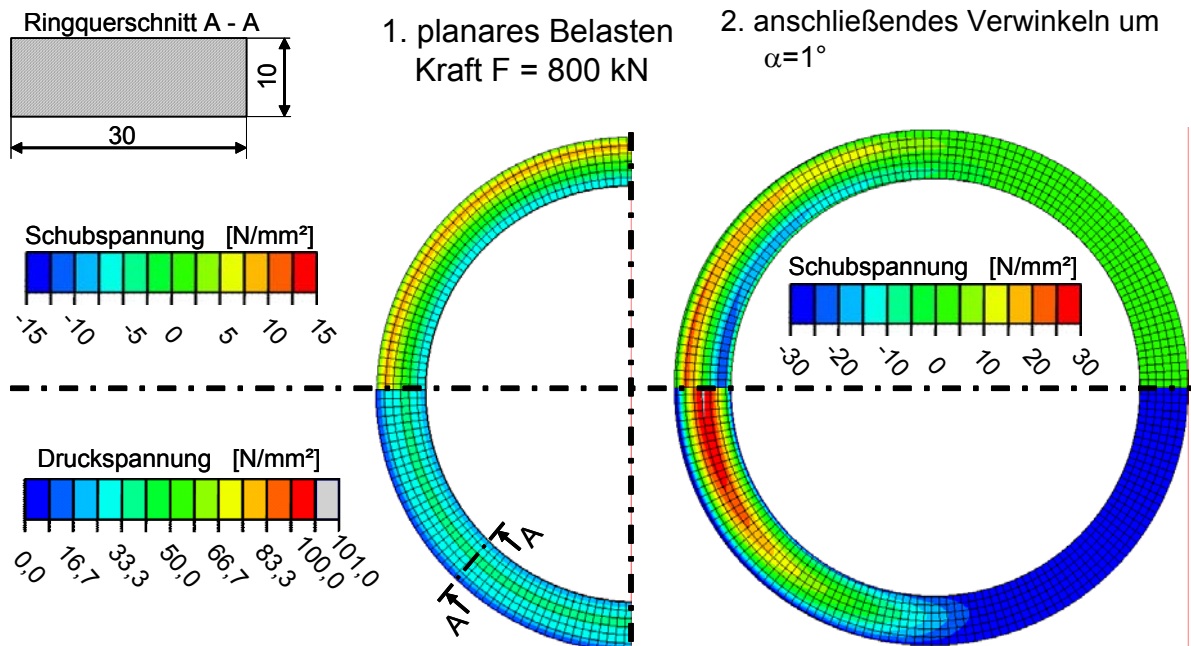 Ringquerschnitt A - A
10
30
1. planares Belasten
Kraft F = 800 kN
2. anschließendes Verwinkeln um
α=1°
Schubspannung [N/mm²]
-15 -10 -5 0 5 10 15
Schubspannung [N/mm²]
-30 -20 -10 0 10 20 30
Druckspannung [N/mm²]
0,0 16,7 33,3 50,0 66,7 83,3 100,0 101,0
A
A